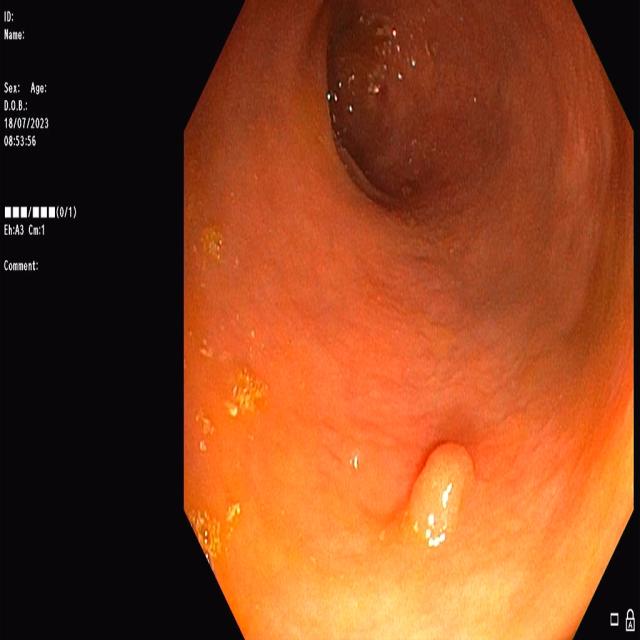 ID:
Name:
Sex: Age:
D.O.B.:
18/07/2023
08:53:56
■■■/■■■(0/1)
Eh:A3 Cm:1
Comment: